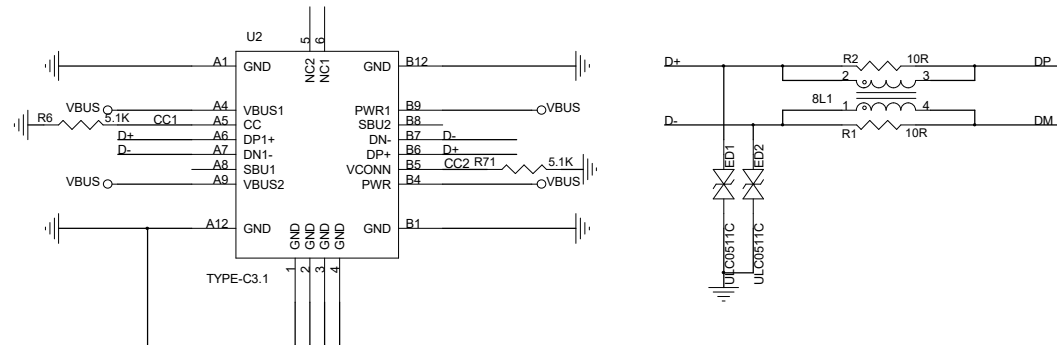 U2
5
6
NC2
NC1
A1
GND
GND
B12
VBUS
A4
VBUS1
PWR1
B9
VBUS
R6
5.1K
CC1
A5
CC
SBU2
B8
D+
A6
DP1+
DN-
B7
D-
D-
A7
DN1-
DP+
B6
D+
A8
SBU1
VCONN
B5
CC2
R71
5.1K
VBUS
A9
VBUS2
PWR
B4
VBUS
A12
GND
GND
GND
GND
GND
GND
B1
TYPE-C3.1
1
2
3
4
D+
R2
10R
DP
2
3
8L1
1
4
D-
R1
10R
DM
ED1
ED2
ULC0511C
ULC0511C